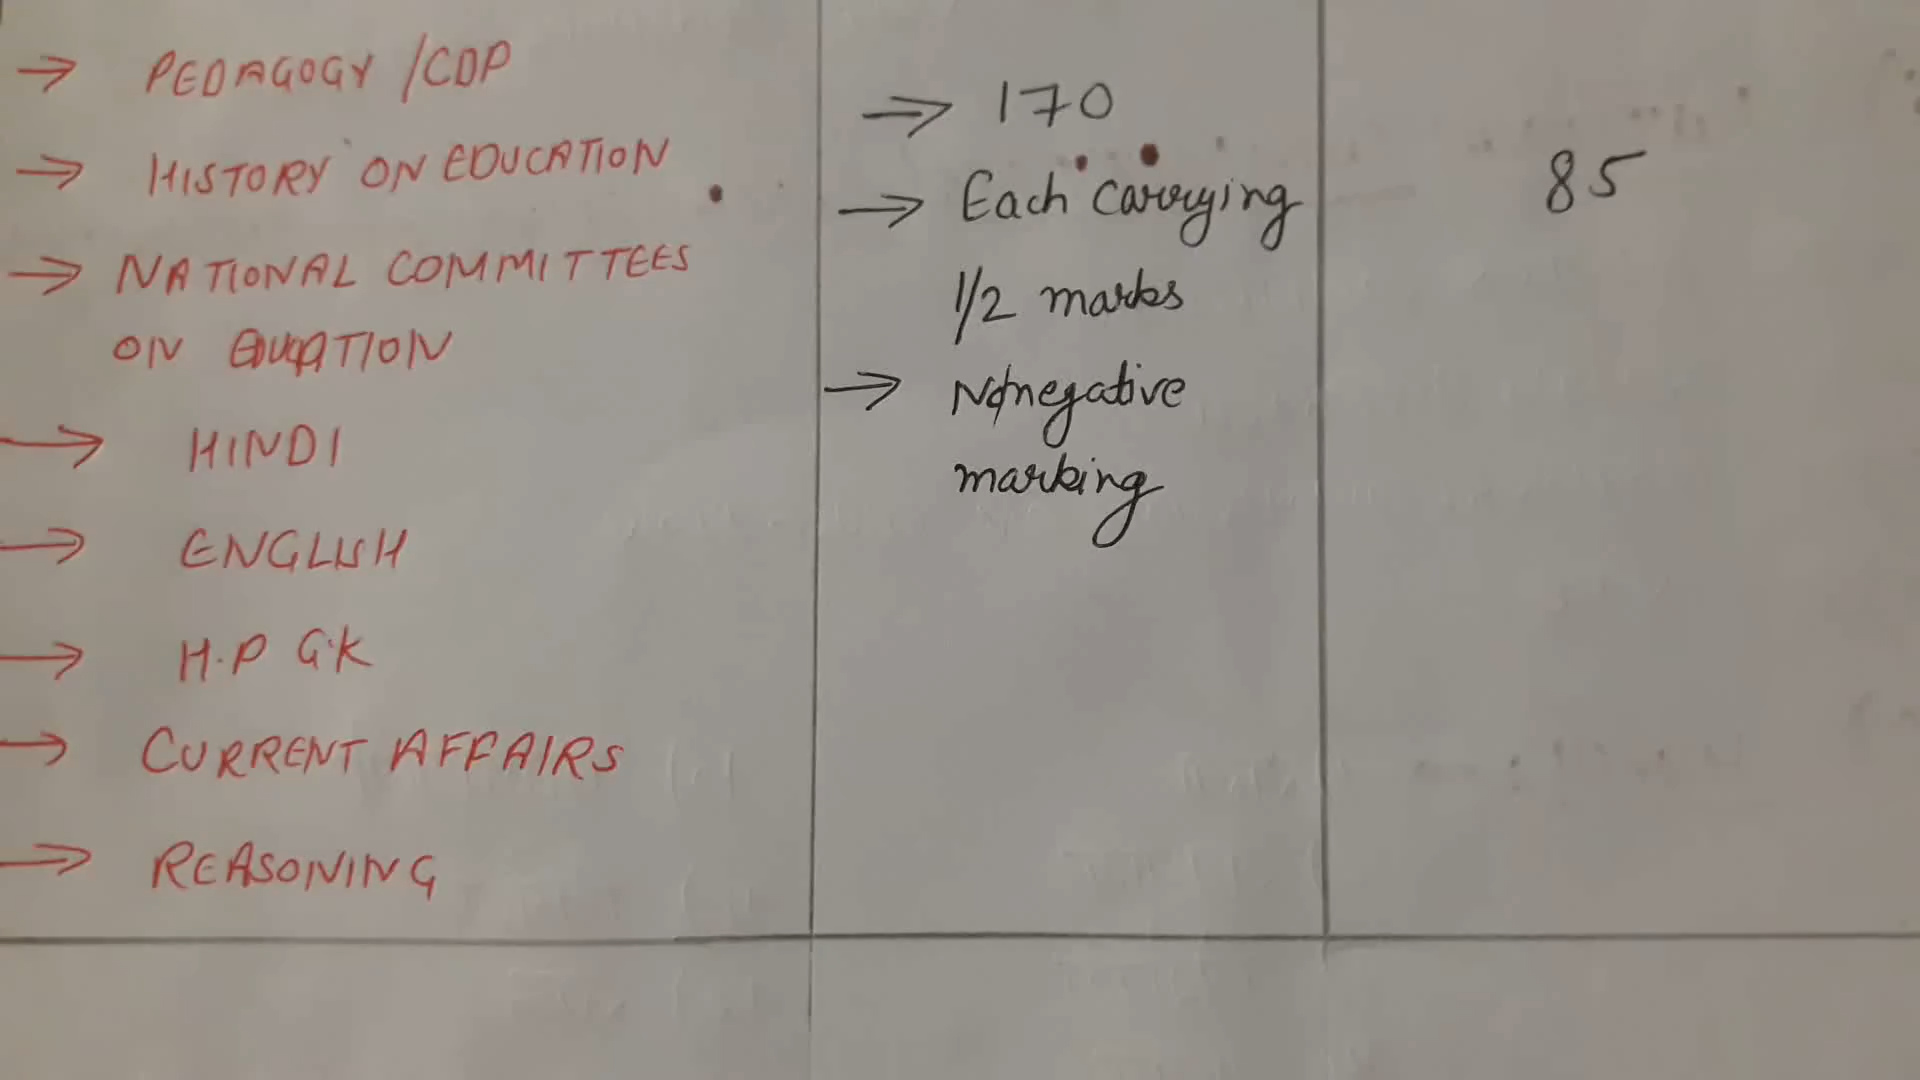 → PEDAGOGY /CDP
→ HISTORY ON EDUCATION
→ NATIONAL COMMITTEES
ON EDUCATION
→ HINDI
→ ENGLISH
→ H.P G.K
→ CURRENT AFFAIRS
→ REASONING
→ 170
→ Each carrying
1/2 marks
→ No negative
marking
85